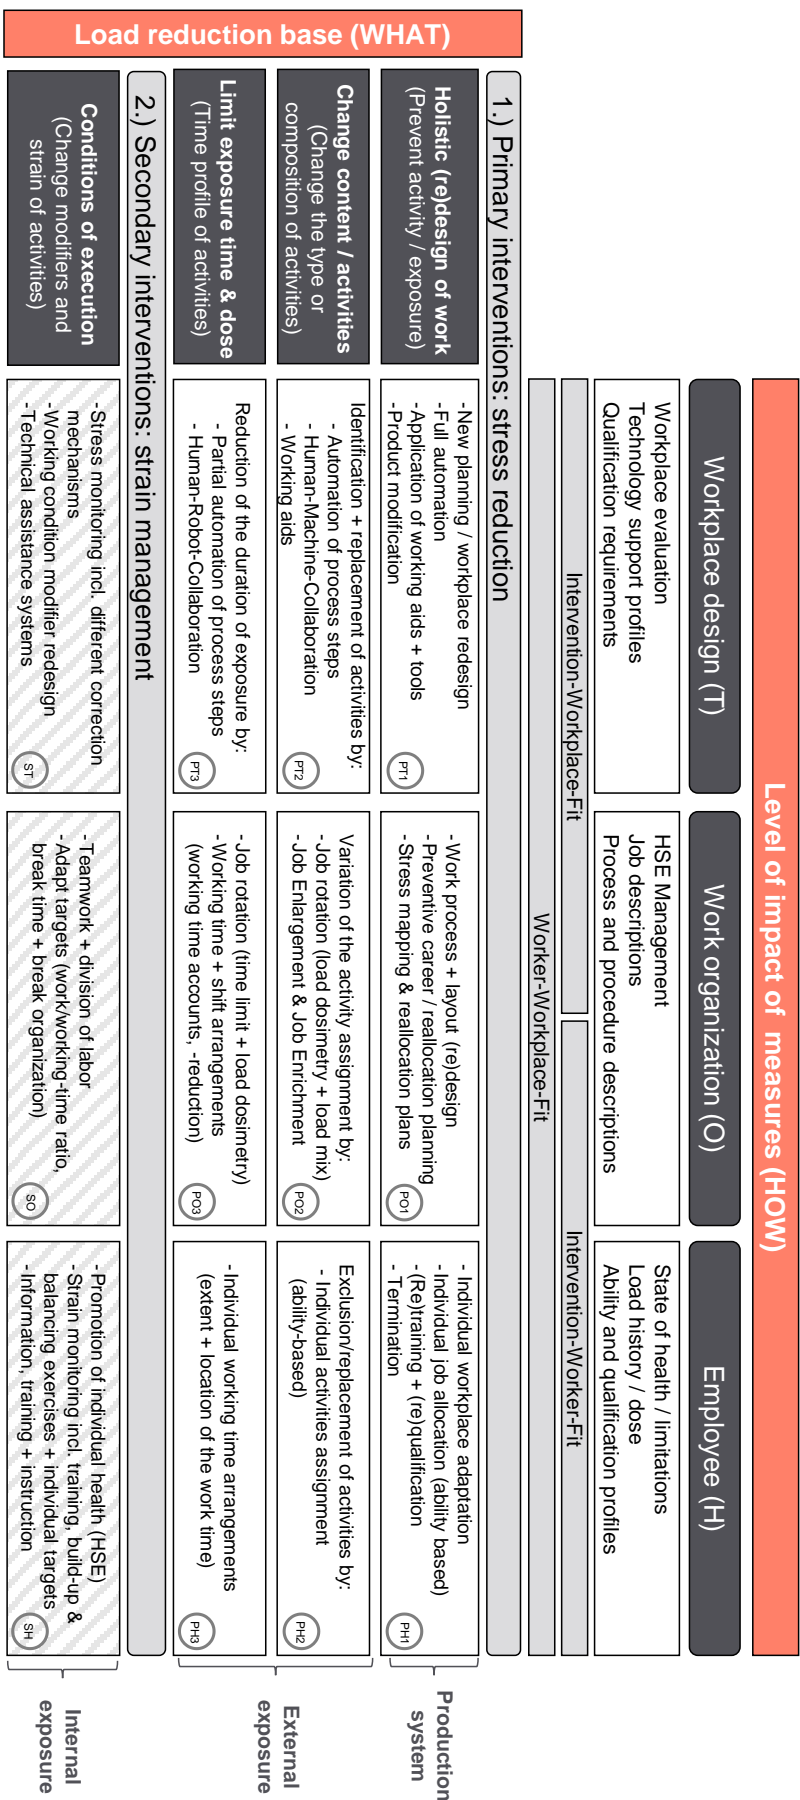 Level of impact of measures (HOW)
Workplace design (T)
Work organization (O)
Employee (H)
Workplace evaluation
Technology support profiles
Qualification requirements
HSE Management
Job descriptions
Process and procedure descriptions
State of health / limitations
Load history / dose
Ability and qualification profiles
Intervention-Workplace-Fit
Intervention-Worker-Fit
Worker-Workplace-Fit
Load reduction base (WHAT)
1.) Primary interventions: stress reduction
Holistic (re)design of work
(Prevent activity / exposure)
- New planning / workplace redesign
- Full automation
- Application of working aids + tools
- Product modification
PT1
- Work process + layout (re)design
- Preventive career / reallocation planning
- Stress mapping & reallocation plans
PO1
- Individual workplace adaptation
- Individual job allocation (ability based)
- (Re)training + (re)qualification
- Termination
PH1
Production
system
Change content / activities
(Change the type or
composition of activities)
Identification + replacement of activities by:
- Automation of process steps
- Human-Machine-Collaboration
- Working aids
PT2
Variation of the activity assignment by:
- Job rotation (load dosimetry + load mix)
- Job Enlargement & Job Enrichment
PO2
Exclusion/replacement of activities by:
- Individual activities assignment
(ability-based)
PH2
Limit exposure time & dose
(Time profile of activities)
Reduction of the duration of exposure by:
- Partial automation of process steps
- Human-Robot-Collaboration
PT3
- Job rotation (time limit + load dosimetry)
- Working time + shift arrangements
(working time accounts, -reduction)
PO3
- Individual working time arrangements
(extent + location of the work time)
PH3
External
exposure
2.) Secondary interventions: strain management
Conditions of execution
(Change modifiers and
strain of activities)
- Stress monitoring incl. different correction
mechanisms
- Working condition modifier redesign
- Technical assistance systems
ST
- Teamwork + division of labor
- Adapt targets (work/working-time ratio,
break time + break organization)
SO
- Promotion of individual health (HSE)
- Strain monitoring incl. training, build-up &
balancing exercises + individual targets
- Information, training + instruction
SH
Internal
exposure